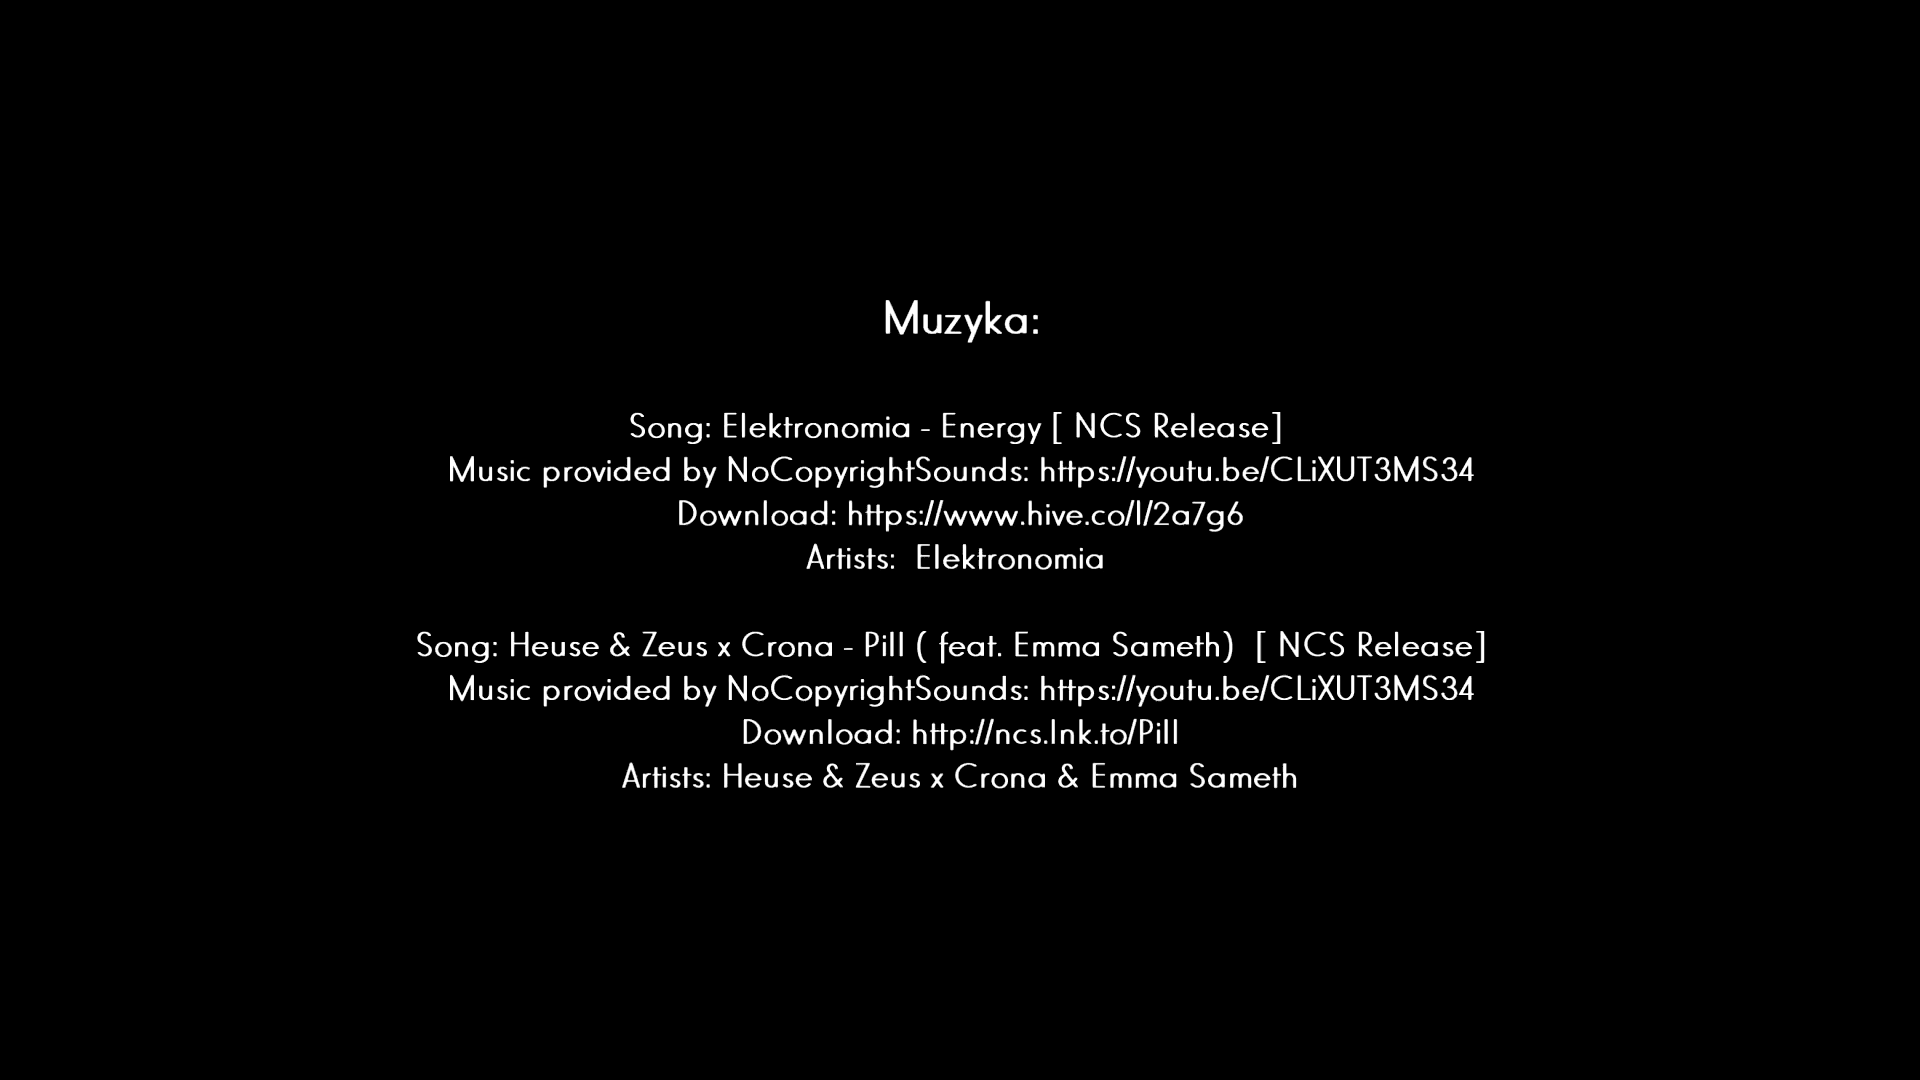 Muzyka:
Song: Elektronomia - Energy [ NCS Release]
Music provided by NoCopyrightSounds: https://youtu.be/CLiXUT3MS34
Download: https://www.hive.co/l/2a7g6
Artists:  Elektronomia
Song: Heuse & Zeus x Crona - Pill ( feat. Emma Sameth)  [ NCS Release]
Music provided by NoCopyrightSounds: https://youtu.be/CLiXUT3MS34
Download: http://ncs.lnk.to/Pill
Artists: Heuse & Zeus x Crona & Emma Sameth